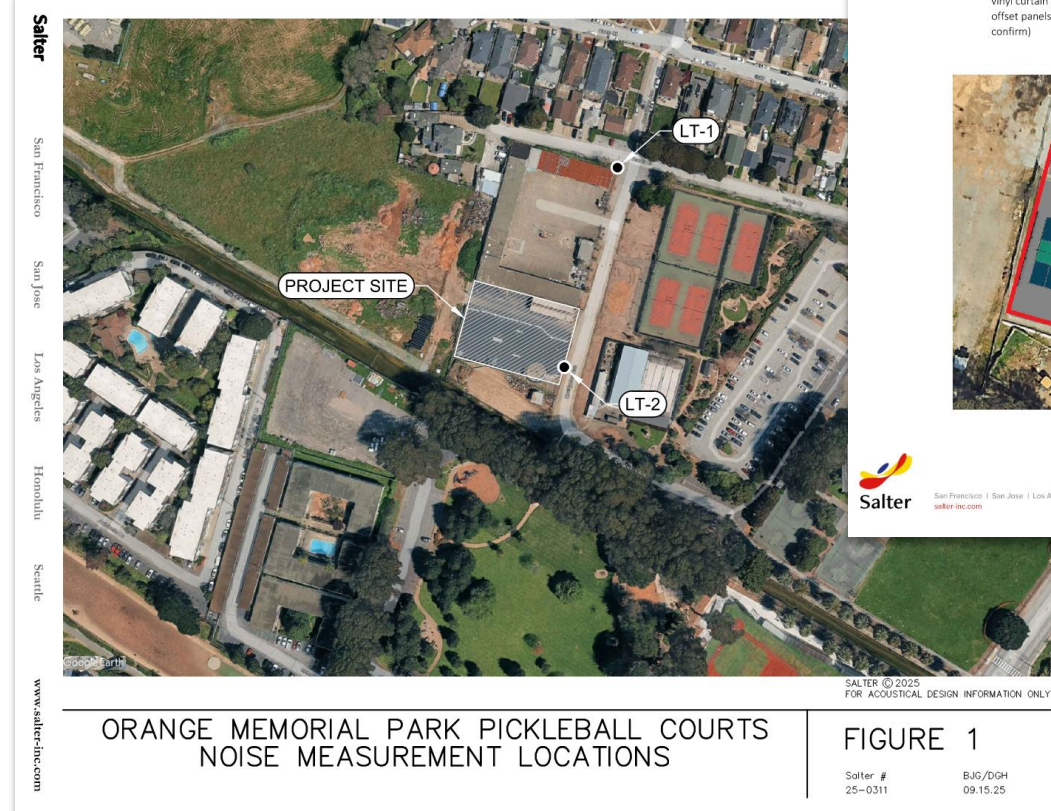 Salter
San Francisco
San Jose
Los Angeles
Honolulu
Seattle
www.salter-inc.com
LT-1
PROJECT SITE
LT-2
Google Earth
vinyl curtain
offset panels
confirm)
Salter
San Francisco | San Jose | Los A
salter-inc.com
SALTER © 2025
FOR ACOUSTICAL DESIGN INFORMATION ONLY
ORANGE MEMORIAL PARK PICKLEBALL COURTS
NOISE MEASUREMENT LOCATIONS
FIGURE 1
Salter #
25-0311
BJG/DGH
09.15.25